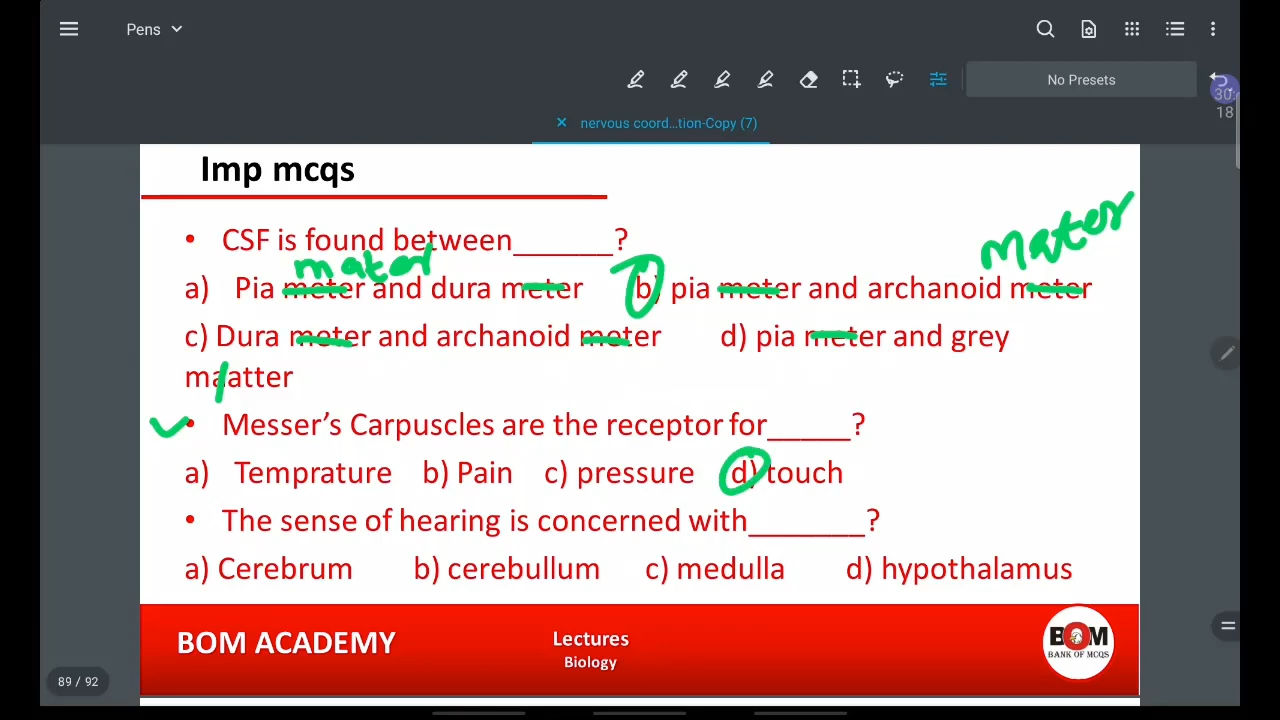 Pens
No Presets
30:
18
× nervous coord...tion-Copy (7)
Imp mcqs
• CSF is found between______?
mater
mater
a) Pia meter and dura meter b) pia meter and archanoid meter
c) Dura meter and archanoid meter d) pia meter and grey
maatter
• Messer's Carpuscles are the receptor for_____?
a) Temprature b) Pain c) pressure d) touch
• The sense of hearing is concerned with_______?
a) Cerebrum b) cerebullum c) medulla d) hypothalamus
BOM ACADEMY
Lectures
Biology
BOM
BANK OF MCQS
89 / 92